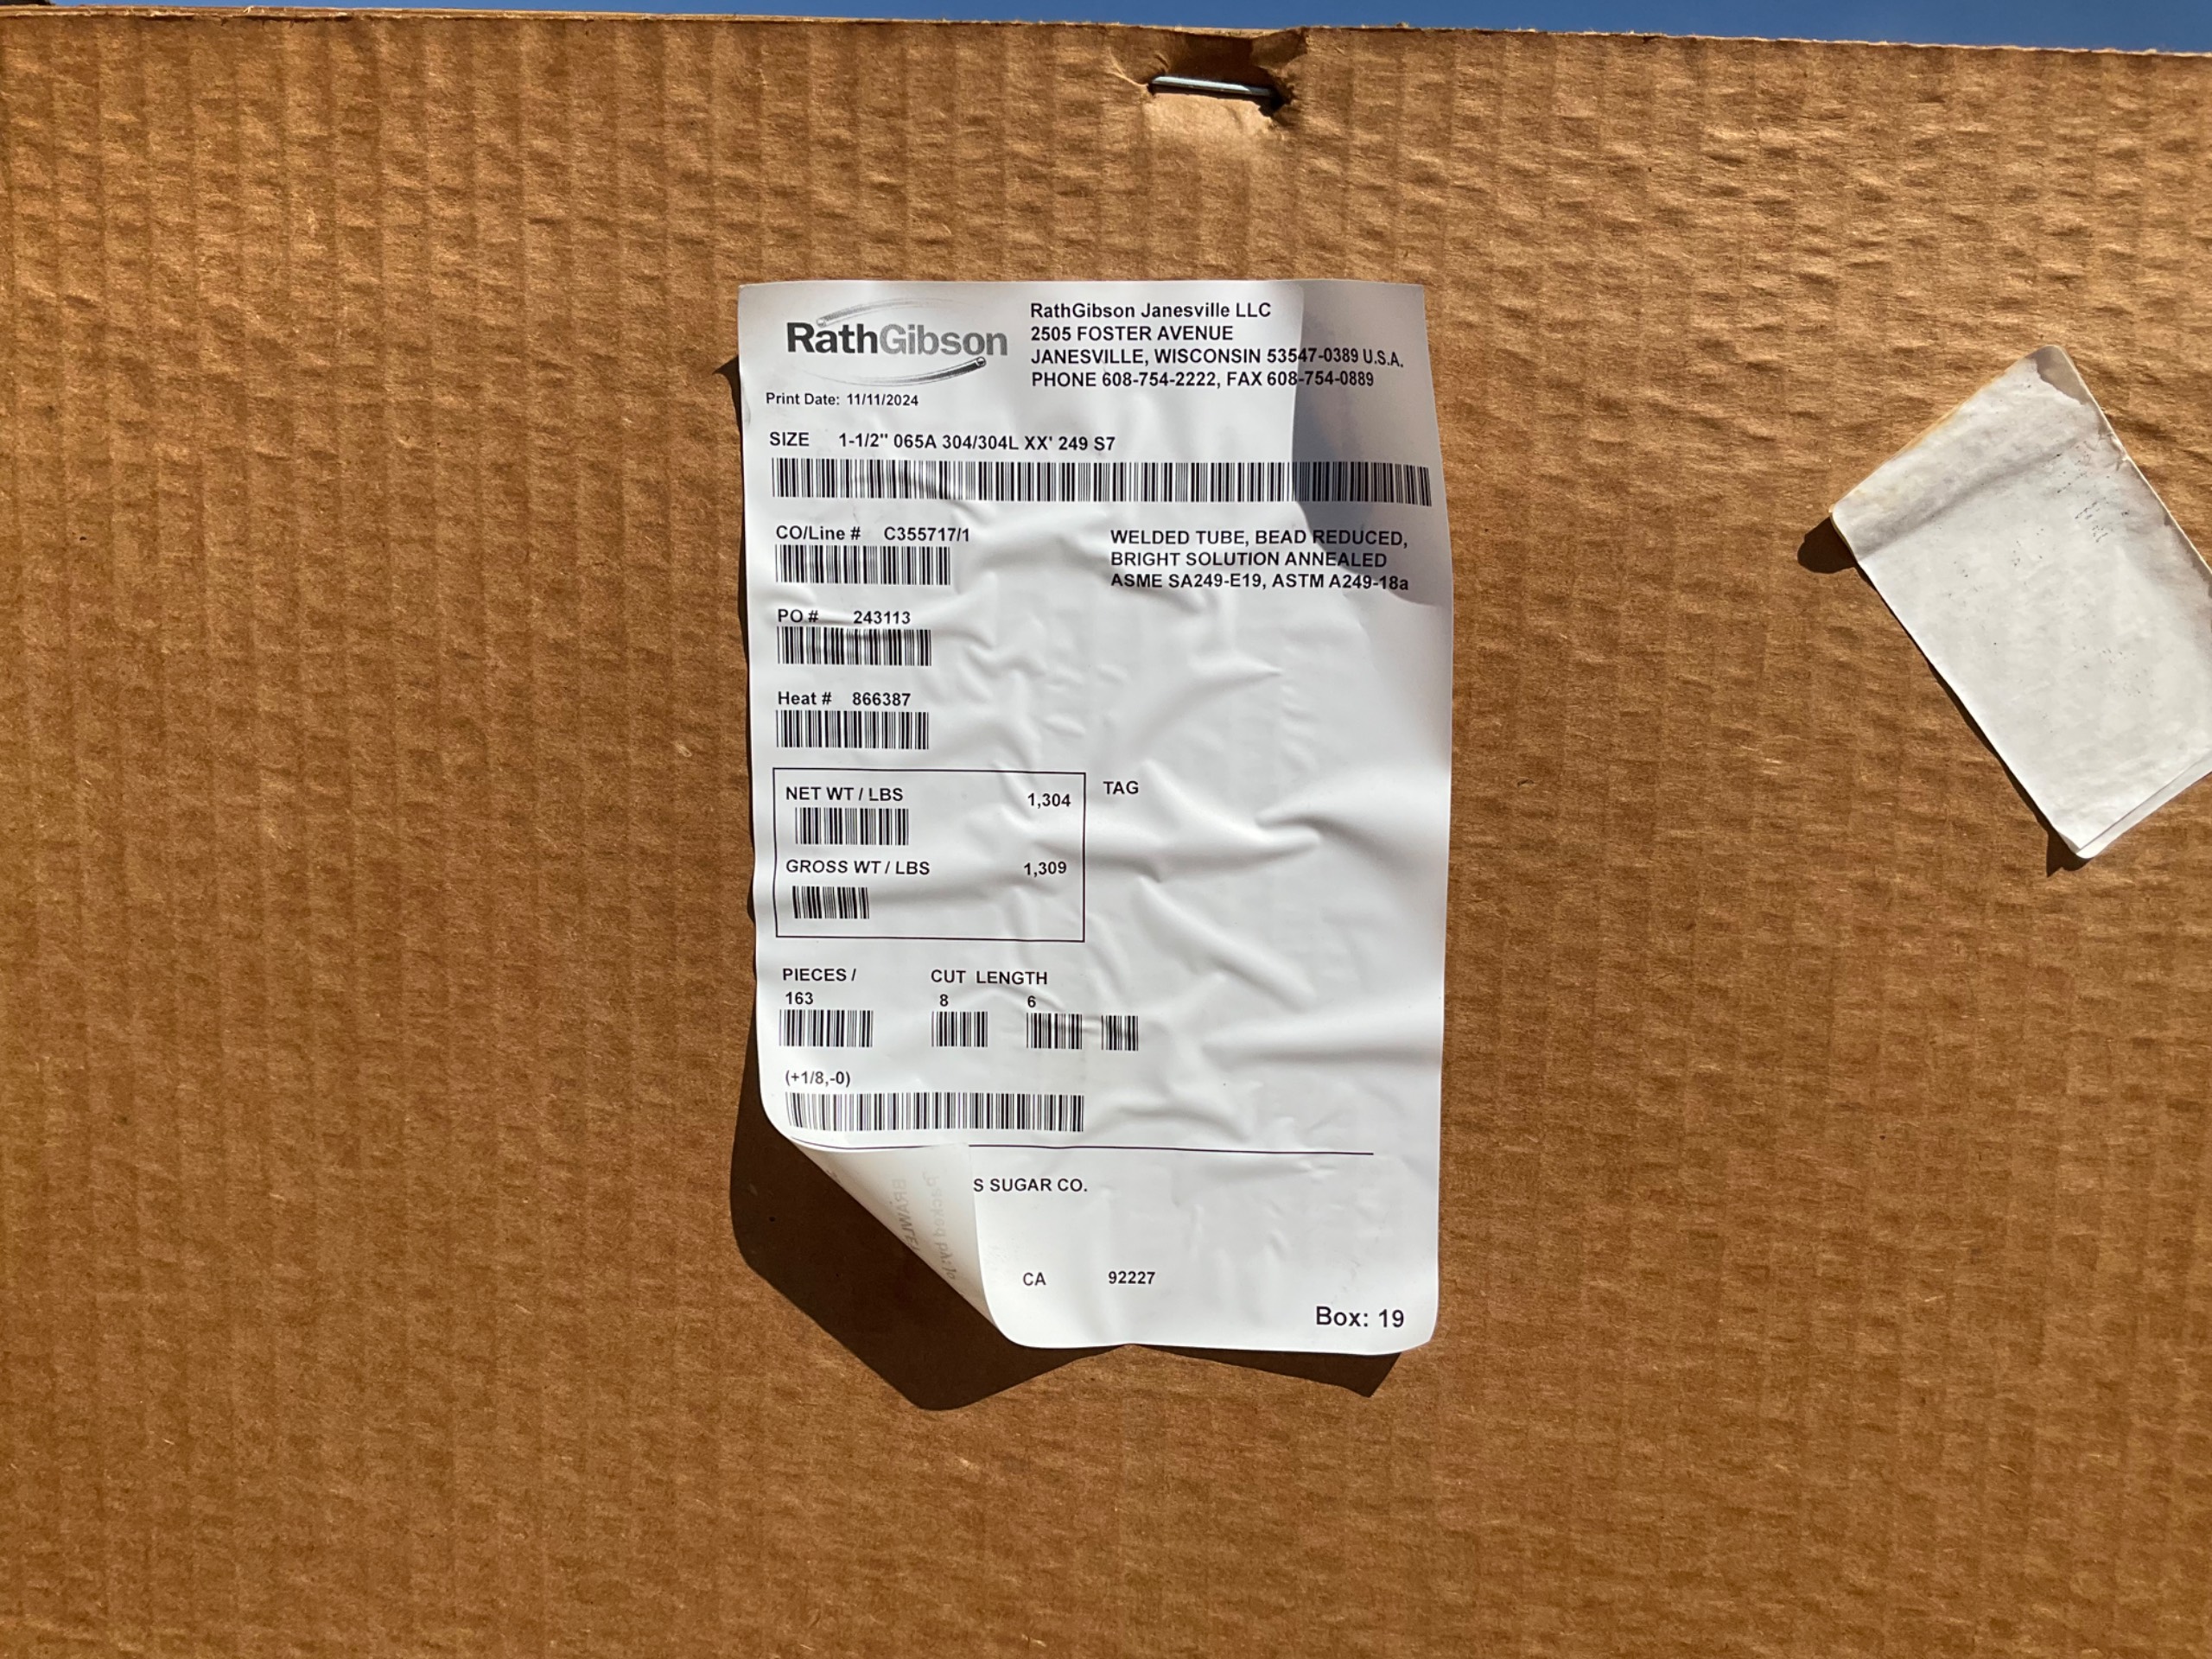 RathGibson
RathGibson Janesville LLC
2505 FOSTER AVENUE
JANESVILLE, WISCONSIN 53547-0389 U.S.A.
PHONE 608-754-2222, FAX 608-754-0889
Print Date: 11/11/2024
SIZE 1-1/2" 065A 304/304L XX' 249 S7
CO/Line # C355717/1
WELDED TUBE, BEAD REDUCED,
BRIGHT SOLUTION ANNEALED
ASME SA249-E19, ASTM A249-18a
PO # 243113
Heat # 866387
NET WT / LBS 1,304
TAG
GROSS WT / LBS 1,309
PIECES / CUT LENGTH
163 8 6
(+1/8,-0)
S SUGAR CO.
CA 92227
Box: 19